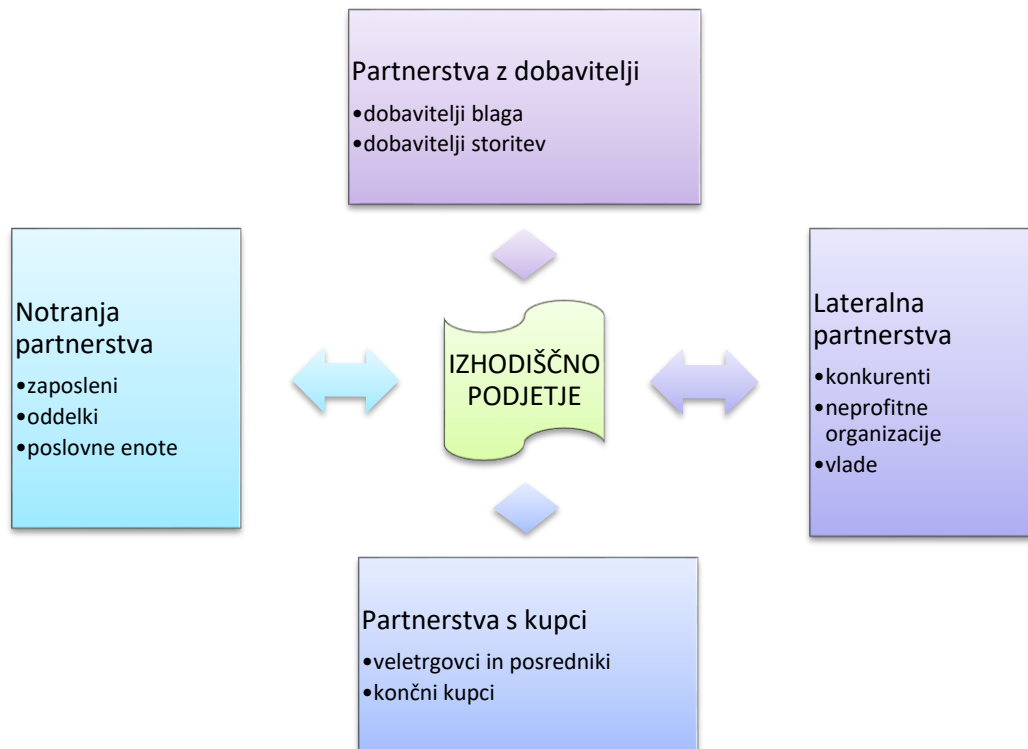 Partnerstva z dobavitelji
•dobavitelji blaga
•dobavitelji storitev
Notranja
partnerstva
•zaposleni
•oddelki
•poslovne enote
IZHODIŠČNO
PODJETJE
Lateralna
partnerstva
•konkurenti
•neprofitne
organizacije
•vlade
Partnerstva s kupci
•veletrgovci in posredniki
•končni kupci